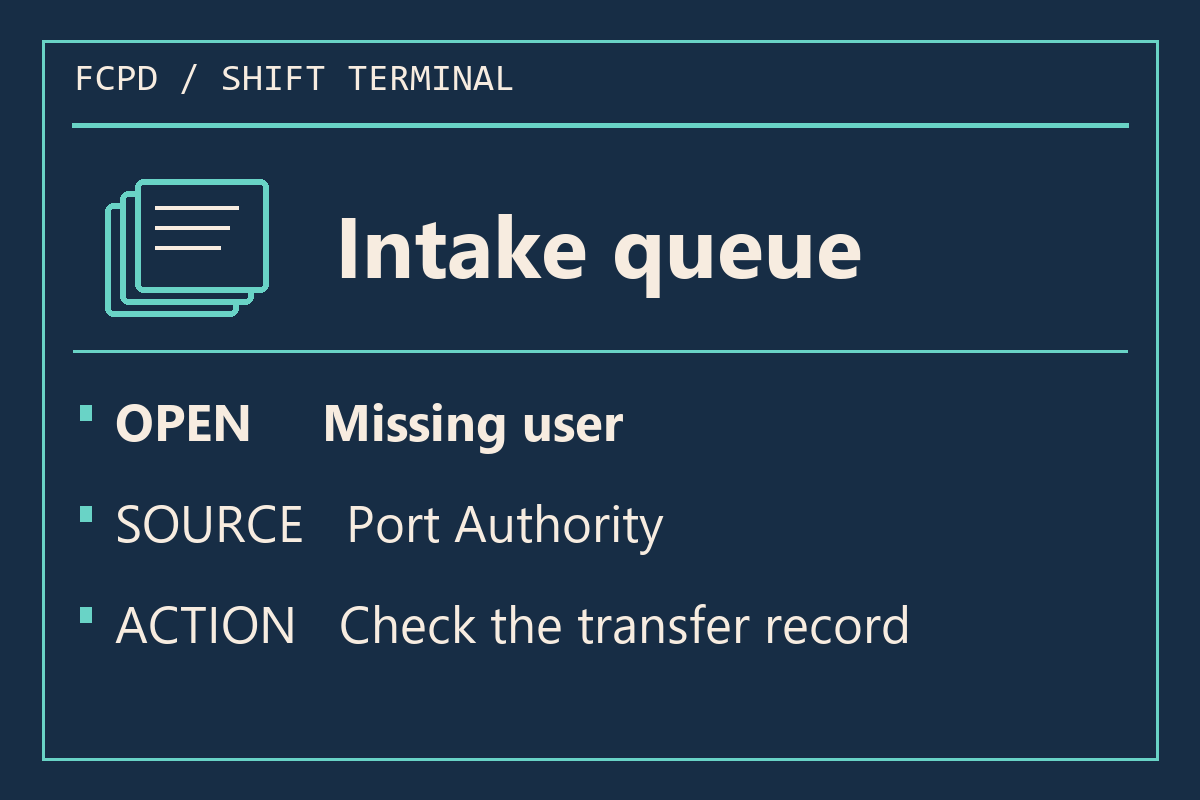 FCPD / SHIFT TERMINAL
Intake queue
OPEN Missing user
SOURCE Port Authority
ACTION Check the transfer record